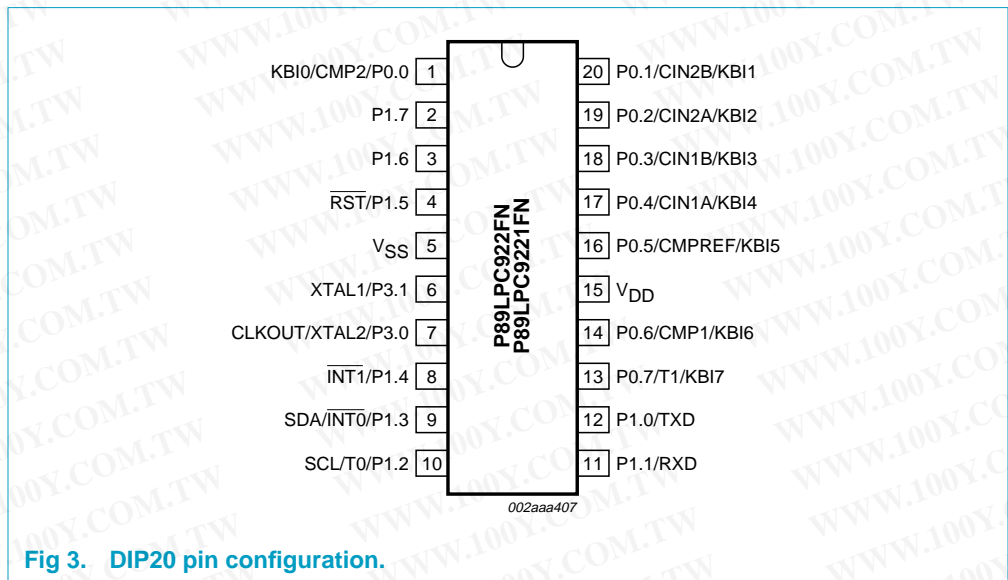 KBI0/CMP2/P0.0 1
P1.7 2
P1.6 3
RST/P1.5 4
VSS 5
XTAL1/P3.1 6
CLKOUT/XTAL2/P3.0 7
INT1/P1.4 8
SDA/INT0/P1.3 9
SCL/T0/P1.2 10
P89LPC922FN
P89LPC9221FN
20 P0.1/CIN2B/KBI1
19 P0.2/CIN2A/KBI2
18 P0.3/CIN1B/KBI3
17 P0.4/CIN1A/KBI4
16 P0.5/CMPREF/KBI5
15 VDD
14 P0.6/CMP1/KBI6
13 P0.7/T1/KBI7
12 P1.0/TXD
11 P1.1/RXD
002aaa407
Fig 3. DIP20 pin configuration.
WWW.100Y.COM.TW